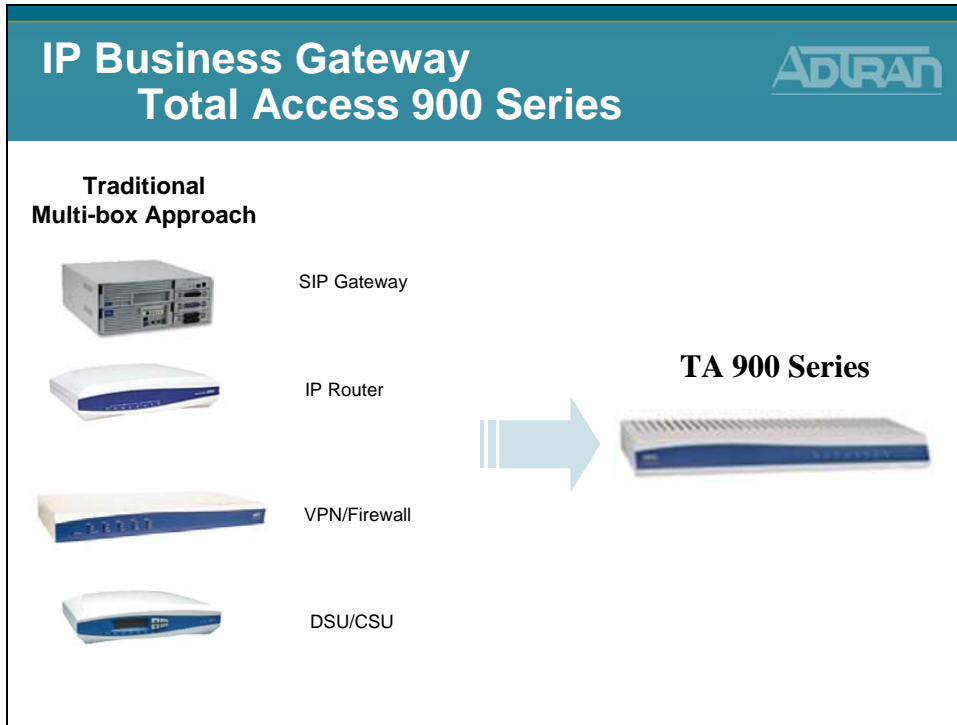 IP Business Gateway
Total Access 900 Series
ADTRAN
Traditional
Multi-box Approach
SIP Gateway
IP Router
VPN/Firewall
DSU/CSU
TA 900 Series